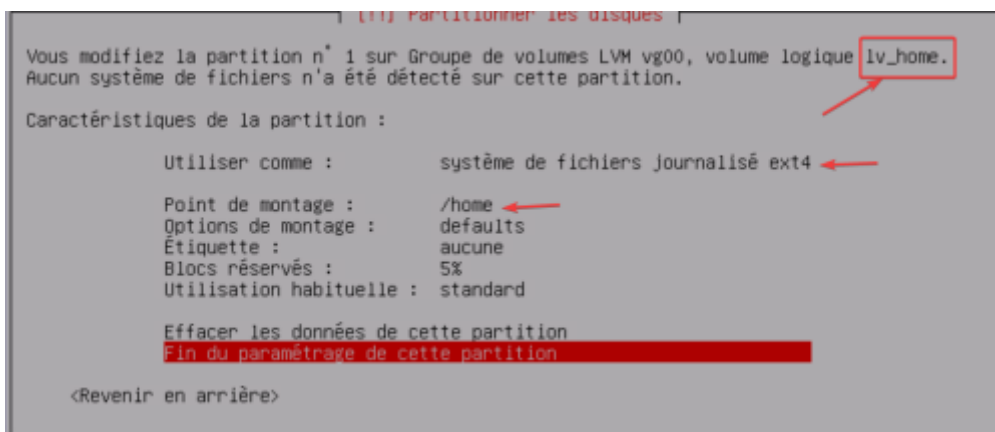 [!!] Partitionner les disques
Vous modifiez la partition n° 1 sur Groupe de volumes LVM vg00, volume logique lv_home.
Aucun système de fichiers n'a été détecté sur cette partition.
Caractéristiques de la partition :
Utiliser comme : système de fichiers journalisé ext4
Point de montage : /home
Options de montage : defaults
Étiquette : aucune
Blocs réservés : 5%
Utilisation habituelle : standard
Effacer les données de cette partition
Fin du paramétrage de cette partition
<Revenir en arrière>